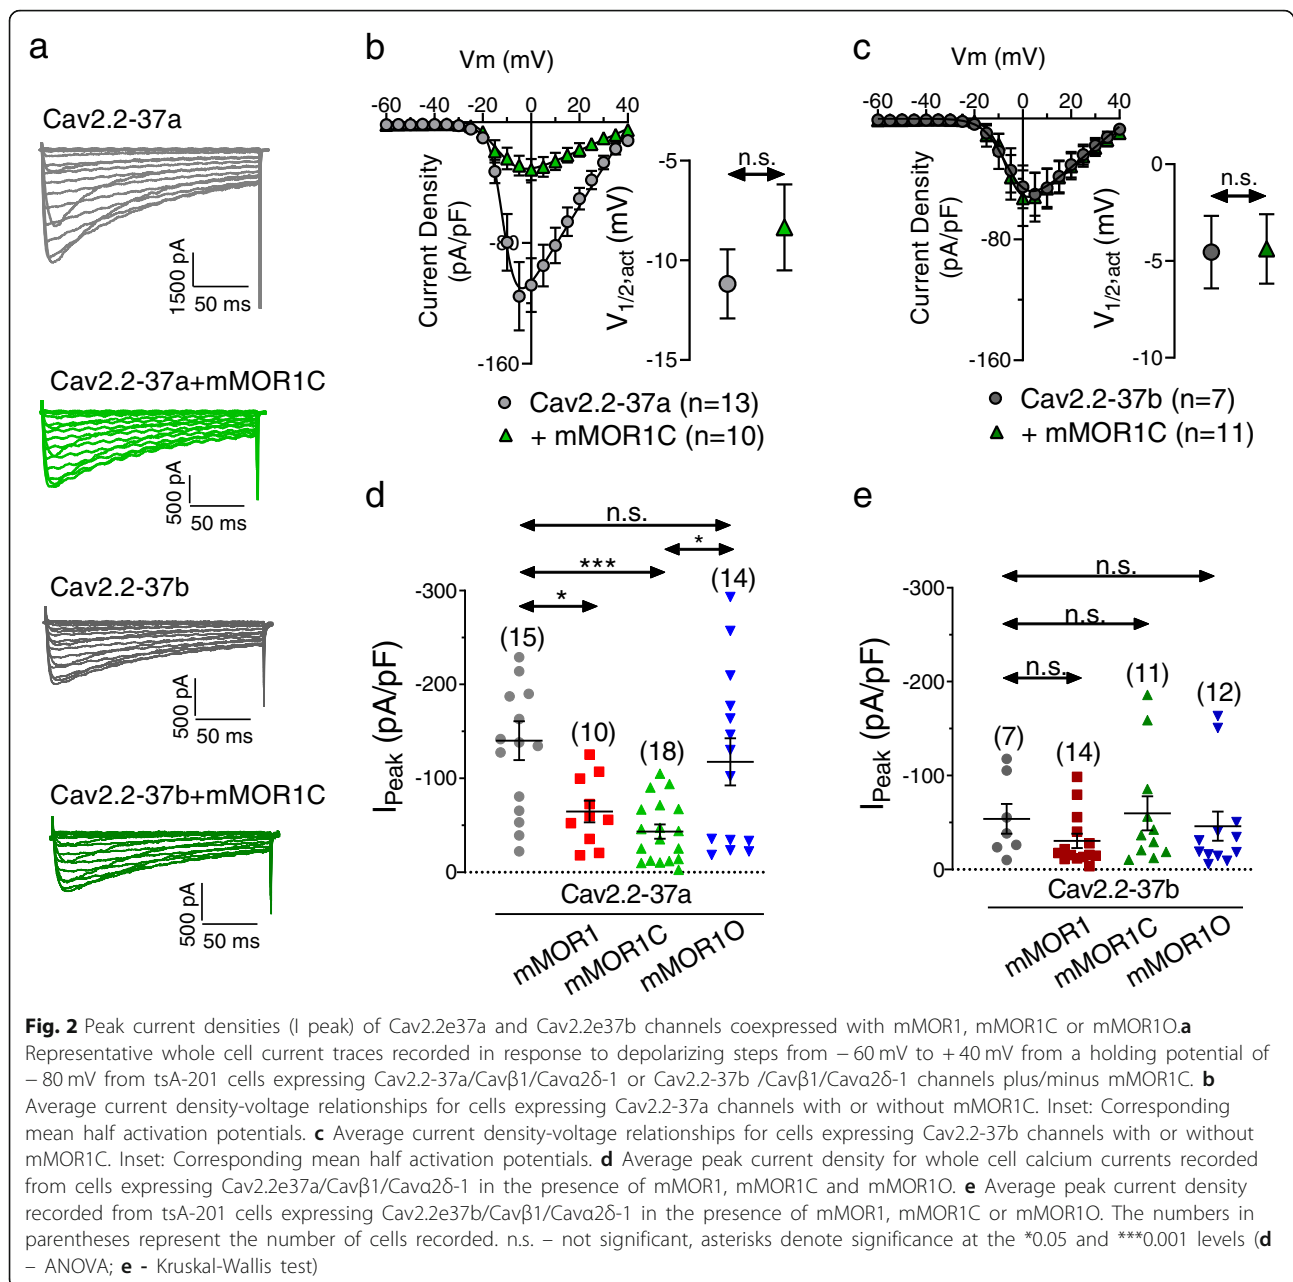 a
Cav2.2-37a
1500 pA
50 ms
Cav2.2-37a+mMOR1C
500 pA
50 ms
Cav2.2-37b
500 pA
50 ms
Cav2.2-37b+mMOR1C
500 pA
50 ms
b
Vm (mV)
-60 -40 -20 0 20 40
-80
-160
Current Density
(pA/pF)
-5
-10
-15
V1/2,act (mV)
n.s.
Cav2.2-37a (n=13)
+ mMOR1C (n=10)
c
Vm (mV)
-60 -40 -20 0 20 40
-80
-160
Current Density
(pA/pF)
0
-5
-10
V1/2,act (mV)
n.s.
Cav2.2-37b (n=7)
+ mMOR1C (n=11)
d
n.s.
*
***
*
(14)
(15)
(10)
(18)
-300
-200
-100
0
IPeak (pA/pF)
Cav2.2-37a
mMOR1
mMOR1C
mMOR1O
e
n.s.
n.s.
n.s.
(7)
(14)
(11)
(12)
-300
-200
-100
0
IPeak (pA/pF)
Cav2.2-37b
mMOR1
mMOR1C
mMOR1O
Fig. 2 Peak current densities (I peak) of Cav2.2e37a and Cav2.2e37b channels coexpressed with mMOR1, mMOR1C or mMOR1O.a
Representative whole cell current traces recorded in response to depolarizing steps from − 60 mV to + 40 mV from a holding potential of
− 80 mV from tsA-201 cells expressing Cav2.2-37a/Cavβ1/Cavα2δ-1 or Cav2.2-37b /Cavβ1/Cavα2δ-1 channels plus/minus mMOR1C. b
Average current density-voltage relationships for cells expressing Cav2.2-37a channels with or without mMOR1C. Inset: Corresponding
mean half activation potentials. c Average current density-voltage relationships for cells expressing Cav2.2-37b channels with or without
mMOR1C. Inset: Corresponding mean half activation potentials. d Average peak current density for whole cell calcium currents recorded
from cells expressing Cav2.2e37a/Cavβ1/Cavα2δ-1 in the presence of mMOR1, mMOR1C and mMOR1O. e Average peak current density
recorded from tsA-201 cells expressing Cav2.2e37b/Cavβ1/Cavα2δ-1 in the presence of mMOR1, mMOR1C or mMOR1O. The numbers in
parentheses represent the number of cells recorded. n.s. – not significant, asterisks denote significance at the *0.05 and ***0.001 levels (d
– ANOVA; e - Kruskal-Wallis test)